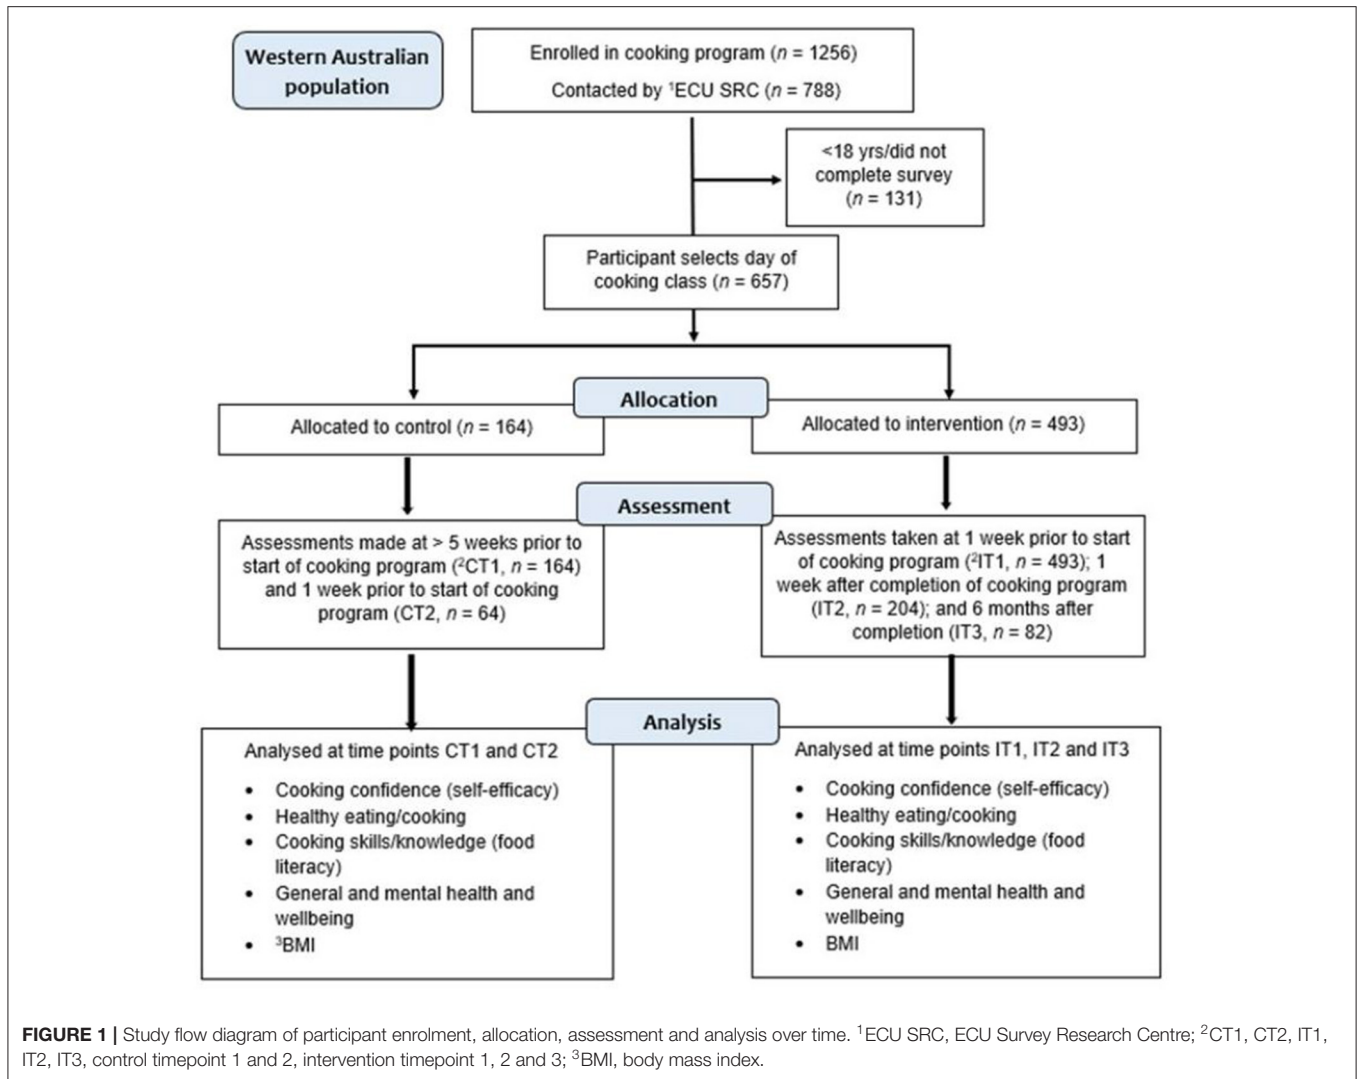 Western Australian
population
Enrolled in cooking program (n = 1256)
Contacted by ¹ECU SRC (n = 788)
<18 yrs/did not
complete survey
(n = 131)
Participant selects day of
cooking class (n = 657)
Allocation
Allocated to control (n = 164)
Allocated to intervention (n = 493)
Assessment
Assessments made at > 5 weeks prior to
start of cooking program (²CT1, n = 164)
and 1 week prior to start of cooking
program (CT2, n = 64)
Assessments taken at 1 week prior to start
of cooking program (²IT1, n = 493); 1
week after completion of cooking program
(IT2, n = 204); and 6 months after
completion (IT3, n = 82)
Analysis
Analysed at time points CT1 and CT2
• Cooking confidence (self-efficacy)
• Healthy eating/cooking
• Cooking skills/knowledge (food
literacy)
• General and mental health and
wellbeing
• ³BMI
Analysed at time points IT1, IT2 and IT3
• Cooking confidence (self-efficacy)
• Healthy eating/cooking
• Cooking skills/knowledge (food
literacy)
• General and mental health and
wellbeing
• BMI
FIGURE 1 | Study flow diagram of participant enrolment, allocation, assessment and analysis over time. ¹ECU SRC, ECU Survey Research Centre; ²CT1, CT2, IT1,
IT2, IT3, control timepoint 1 and 2, intervention timepoint 1, 2 and 3; ³BMI, body mass index.